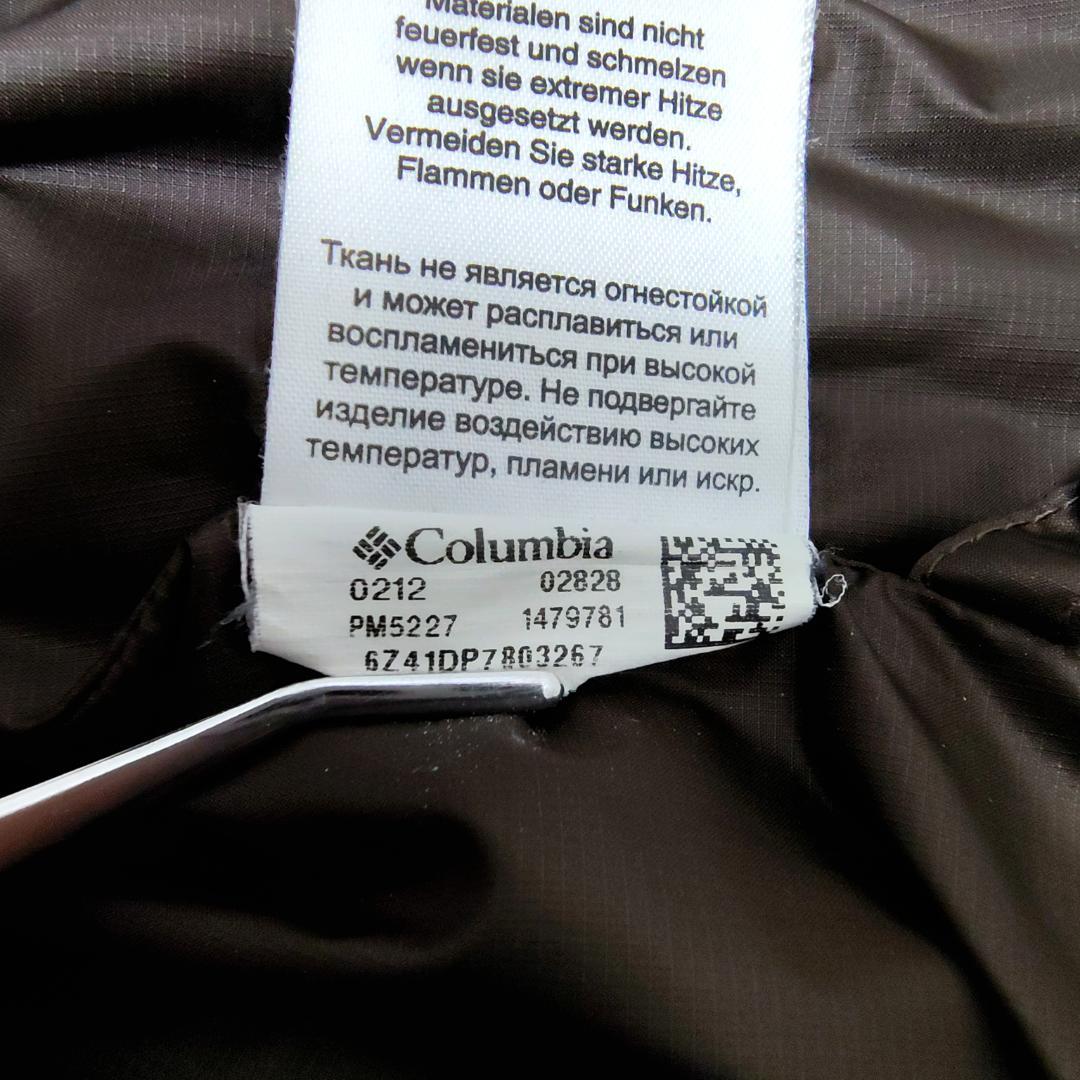 Materialen sind nicht
feuerfest und schmelzen
wenn sie extremer Hitze
ausgesetzt werden.
Vermeiden Sie starke Hitze,
Flammen oder Funken.
Ткань не является огнестойкой
и может расплавиться или
воспламениться при высокой
температуре. Не подвергайте
изделие воздействию высоких
температур, пламени или искр.
Columbia
0212 02828
PM5227 1479781
6Z41DP7803267